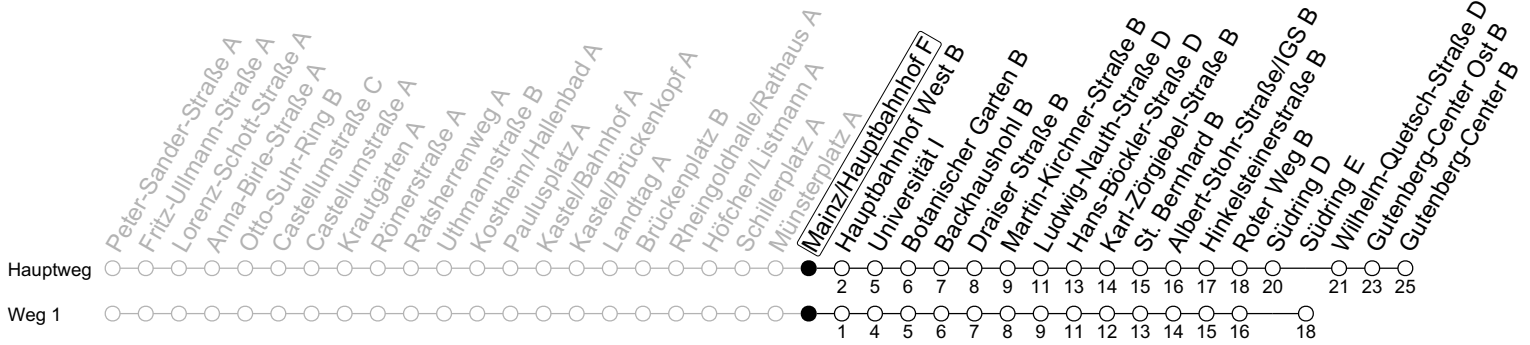 Peter-Sander-Straße A
Fritz-Ullmann-Straße A
Lorenz-Schott-Straße A
Anna-Birle-Straße A
Otto-Suhr-Ring B
Castellumstraße C
Castellumstraße A
Krautgärten A
Römerstraße A
Ratsherrenweg A
Uthmannstraße B
Kostheim/Hallenbad A
Paulusplatz A
Kastel/Bahnhof A
Kastel/Brückenkopf A
Landtag A
Brückenplatz B
Rheingoldhalle/Rathaus A
Höfchen/Listmann A
Schillerplatz A
Münsterplatz A
Mainz/Hauptbahnhof F
Hauptbahnhof West B
Universität I
Botanischer Garten B
Backhaushohl B
Draiser Straße B
Martin-Kirchner-Straße B
Ludwig-Nauth-Straße D
Hans-Böckler-Straße D
Karl-Zörgiebel-Straße B
St. Bernhard B
Albert-Stohr-Straße/IGS B
Hinkelsteinerstraße B
Roter Weg B
Südring D
Südring E
Wilhelm-Quetsch-Straße D
Gutenberg-Center Ost B
Gutenberg-Center B
Hauptweg
2 5 6 7 8 9 11 13 14 15 16 17 18 20 21 23 25
Weg 1
1 4 5 6 7 8 9 11 12 13 14 15 16 18